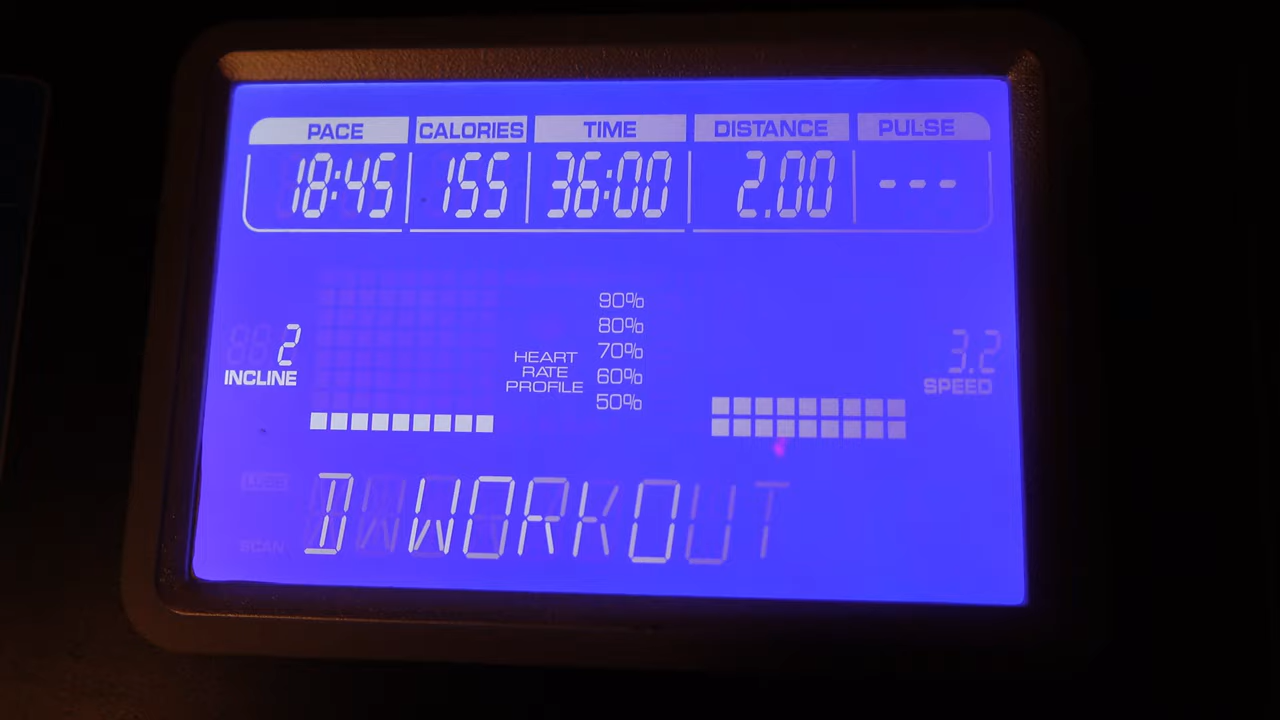 PACE CALORIES TIME DISTANCE PULSE
18:45 155 36:00 2.00 ---
90%
80%
HEART RATE PROFILE 70%
60%
50%
2
INCLINE
3.2
SPEED
D WORKOUT
SCAN